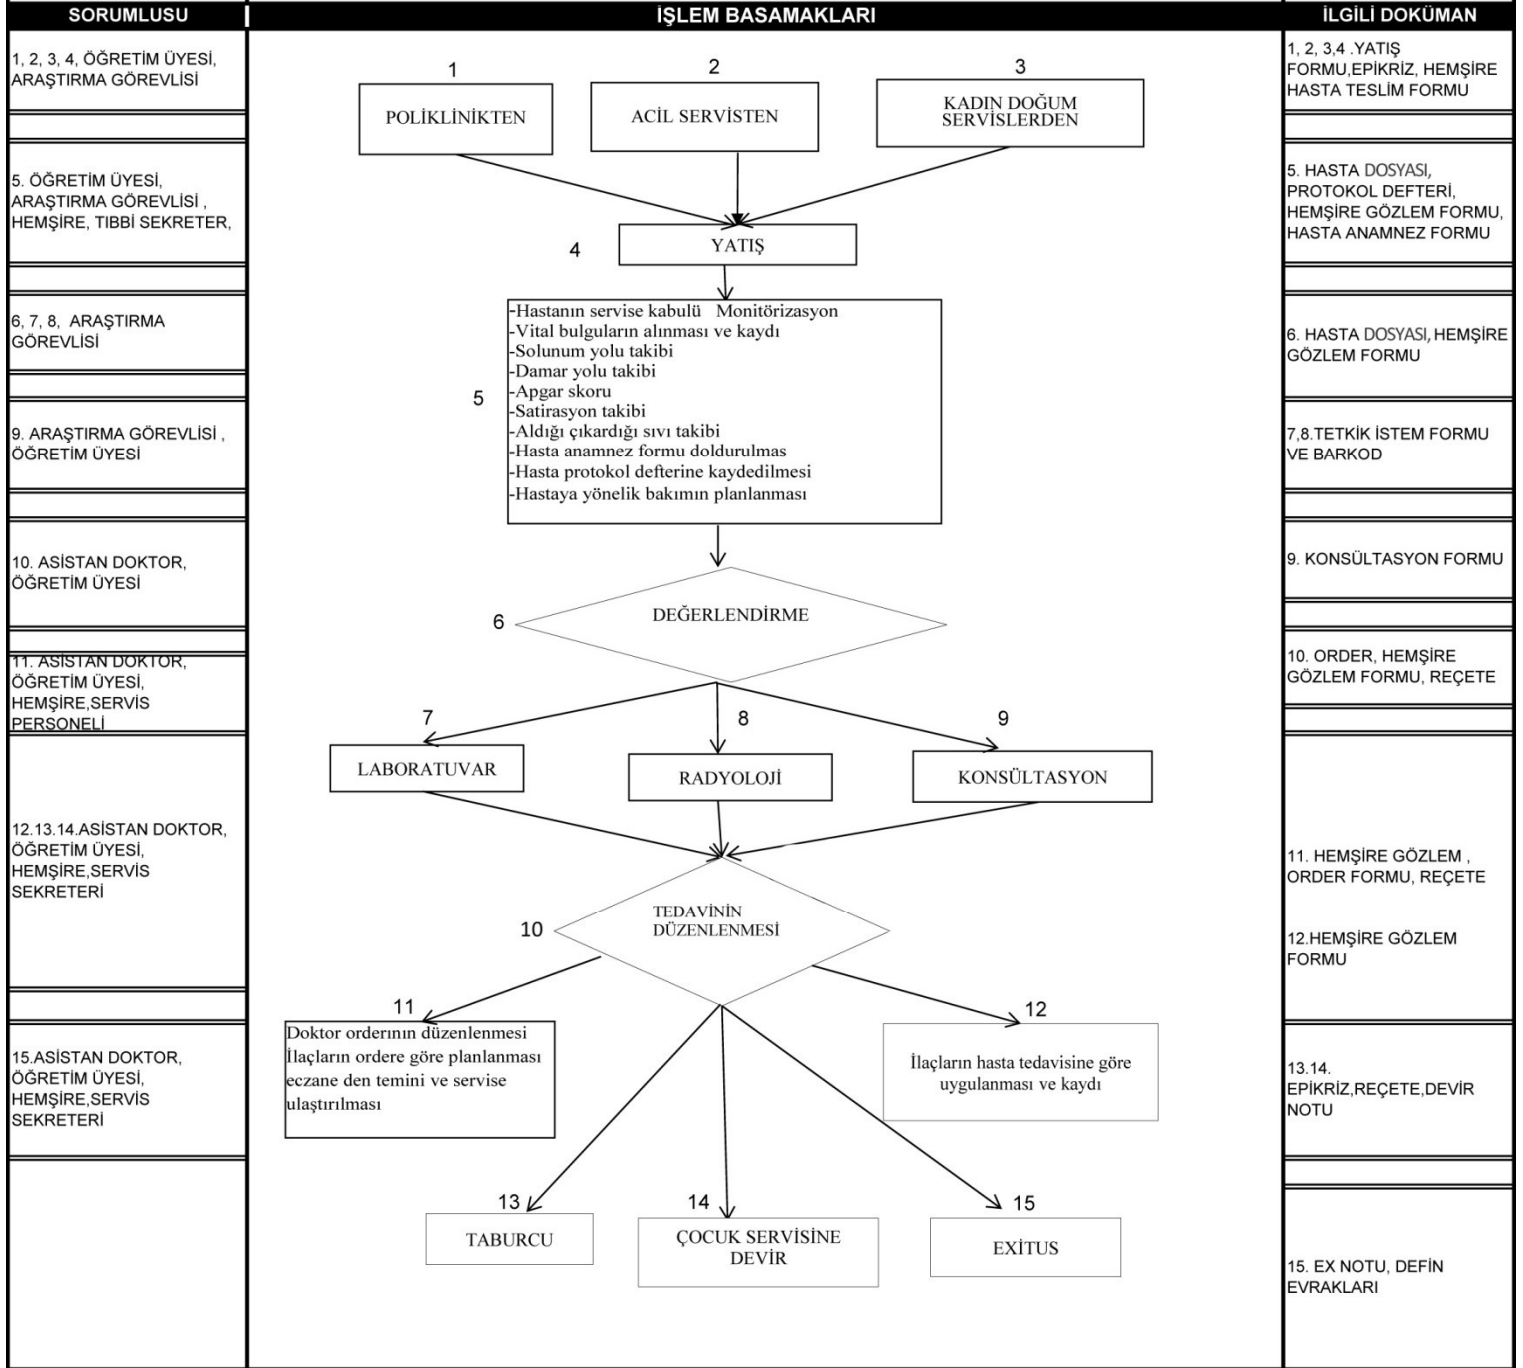 SORUMLUSU
İŞLEM BASAMAKLARI
İLGİLİ DOKÜMAN
1, 2, 3, 4, ÖĞRETİM ÜYESİ,
ARAŞTIRMA GÖREVLİSİ
5. ÖĞRETİM ÜYESİ,
ARAŞTIRMA GÖREVLİSİ ,
HEMŞİRE, TIBBİ SEKRETER,
6, 7, 8, ARAŞTIRMA
GÖREVLİSİ
9. ARAŞTIRMA GÖREVLİSİ ,
ÖĞRETİM ÜYESİ
10. ASİSTAN DOKTOR,
ÖĞRETİM ÜYESİ
11. ASİSTAN DOKTOR,
ÖĞRETİM ÜYESİ,
HEMŞİRE,SERVİS
PERSONELİ
12.13.14.ASİSTAN DOKTOR,
ÖĞRETİM ÜYESİ,
HEMŞİRE,SERVİS
SEKRETERİ
15.ASİSTAN DOKTOR,
ÖĞRETİM ÜYESİ,
HEMŞİRE,SERVİS
SEKRETERİ
1
POLİKLİNİKTEN
2
ACİL SERVİSTEN
3
KADIN DOĞUM
SERVİSLERDEN
4
YATIŞ
5
-Hastanın servise kabulü Monitörizasyon
-Vital bulguların alınması ve kaydı
-Solunum yolu takibi
-Damar yolu takibi
-Apgar skoru
-Satirasyon takibi
-Aldığı çıkardığı sıvı takibi
-Hasta anamnez formu doldurulmas
-Hasta protokol defterine kaydedilmesi
-Hastaya yönelik bakımın planlanması
6
DEĞERLENDİRME
7
LABORATUVAR
8
RADYOLOJİ
9
KONSÜLTASYON
10
TEDAVİNİN
DÜZENLENMESİ
11
Doktor orderının düzenlenmesi
İlaçların ordere göre planlanması
eczane den temini ve servise
ulaştırılması
12
İlaçların hasta tedavisine göre
uygulanması ve kaydı
13
TABURCU
14
ÇOCUK SERVİSİNE
DEVİR
15
EXİTUS
1, 2, 3,4 .YATIŞ
FORMU,EPİKRİZ, HEMŞİRE
HASTA TESLİM FORMU
5. HASTA DOSYASI,
PROTOKOL DEFTERİ,
HEMŞİRE GÖZLEM FORMU,
HASTA ANAMNEZ FORMU
6. HASTA DOSYASI, HEMŞİRE
GÖZLEM FORMU
7,8.TETKİK İSTEM FORMU
VE BARKOD
9. KONSÜLTASYON FORMU
10. ORDER, HEMŞİRE
GÖZLEM FORMU, REÇETE
11. HEMŞİRE GÖZLEM ,
ORDER FORMU, REÇETE
12.HEMŞİRE GÖZLEM
FORMU
13.14.
EPİKRİZ,REÇETE,DEVİR
NOTU
15. EX NOTU, DEFİN
EVRAKLARI